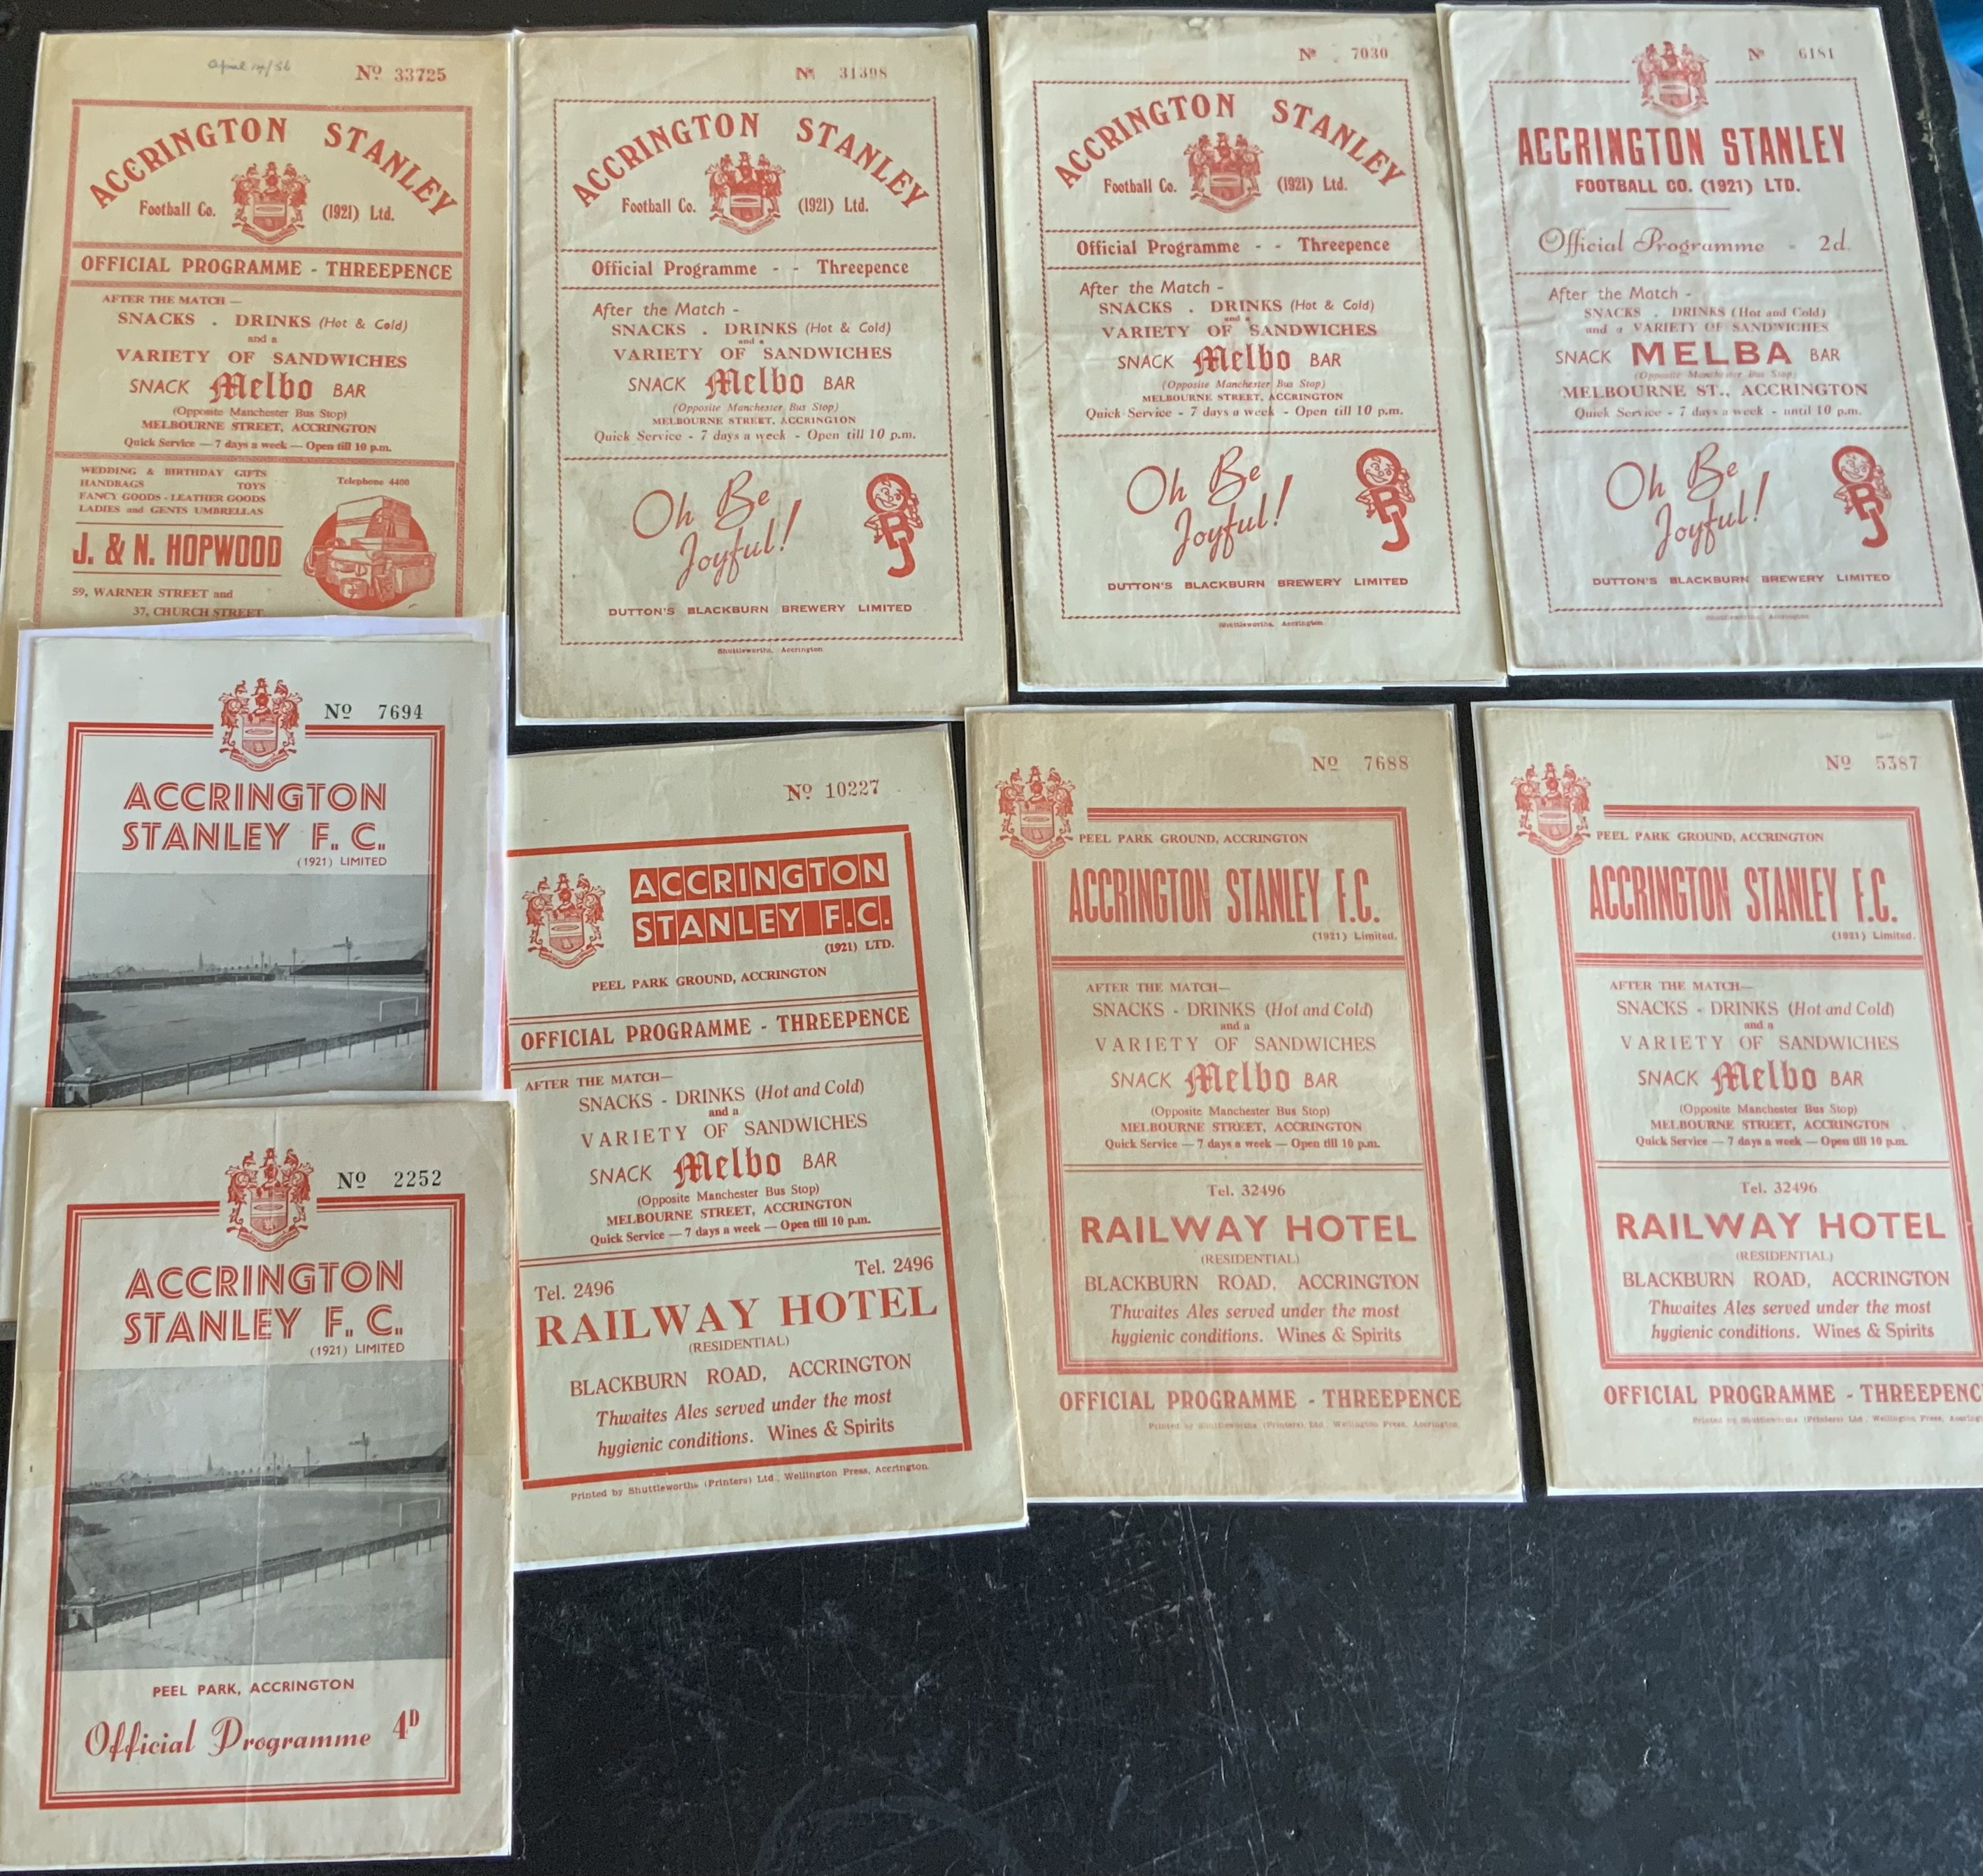 April 14/56
Nº 33725
ACCRINGTON STANLEY
Football Co. (1921) Ltd.
OFFICIAL PROGRAMME - THREEPENCE
AFTER THE MATCH —
SNACKS . DRINKS (Hot & Cold)
and a
VARIETY OF SANDWICHES
SNACK Melbo BAR
(Opposite Manchester Bus Stop)
MELBOURNE STREET, ACCRINGTON
Quick Service — 7 days a week — Open till 10 p.m.
WEDDING & BIRTHDAY GIFTS
HANDBAGS TOYS
FANCY GOODS - LEATHER GOODS
LADIES and GENTS UMBRELLAS
Telephone 4400
J. & N. HOPWOOD
59, WARNER STREET and
37, CHURCH STREET
Nº 31398
ACCRINGTON STANLEY
Football Co. (1921) Ltd.
Official Programme - - Threepence
After the Match -
SNACKS . DRINKS (Hot & Cold)
and a
VARIETY OF SANDWICHES
SNACK Melbo BAR
(Opposite Manchester Bus Stop)
MELBOURNE STREET, ACCRINGTON
Quick Service - 7 days a week - Open till 10 p.m.
Oh Be
Joyful!
OBJ
DUTTON'S BLACKBURN BREWERY LIMITED
Shuttleworths, Accrington
Nº 7030
ACCRINGTON STANLEY
Football Co. (1921) Ltd.
Official Programme - - Threepence
After the Match -
SNACKS . DRINKS (Hot & Cold)
and a
VARIETY OF SANDWICHES
SNACK Melbo BAR
(Opposite Manchester Bus Stop)
MELBOURNE STREET, ACCRINGTON
Quick Service - 7 days a week - Open till 10 p.m.
Oh Be
Joyful!
OBJ
DUTTON'S BLACKBURN BREWERY LIMITED
Shuttleworths, Accrington
Nº 6181
ACCRINGTON STANLEY
FOOTBALL CO. (1921) LTD.
Official Programme - 2d.
After the Match -
SNACKS . DRINKS (Hot and Cold)
and a VARIETY OF SANDWICHES
SNACK MELBA BAR
(Opposite Manchester Bus Stop)
MELBOURNE ST., ACCRINGTON
Quick Service - 7 days a week - until 10 p.m.
Oh Be
Joyful!
OBJ
DUTTON'S BLACKBURN BREWERY LIMITED
Shuttleworths, Accrington
Nº 7694
ACCRINGTON
STANLEY F.C.
(1921) LIMITED
Nº 2252
ACCRINGTON
STANLEY F.C.
(1921) LIMITED
PEEL PARK, ACCRINGTON
Official Programme 4D
Nº 10227
ACCRINGTON
STANLEY F.C.
(1921) LTD.
PEEL PARK GROUND, ACCRINGTON
OFFICIAL PROGRAMME - THREEPENCE
AFTER THE MATCH—
SNACKS - DRINKS (Hot and Cold)
and a
VARIETY OF SANDWICHES
SNACK Melbo BAR
(Opposite Manchester Bus Stop)
MELBOURNE STREET, ACCRINGTON
Quick Service — 7 days a week — Open till 10 p.m.
Tel. 2496 Tel. 2496
RAILWAY HOTEL
(RESIDENTIAL)
BLACKBURN ROAD, ACCRINGTON
Thwaites Ales served under the most
hygienic conditions. Wines & Spirits
Printed by Shuttleworths (Printers) Ltd., Wellington Press, Accrington.
Nº 7688
PEEL PARK GROUND, ACCRINGTON
ACCRINGTON STANLEY F.C.
(1921) Limited.
AFTER THE MATCH—
SNACKS - DRINKS (Hot and Cold)
and a
VARIETY OF SANDWICHES
SNACK Melbo BAR
(Opposite Manchester Bus Stop)
MELBOURNE STREET, ACCRINGTON
Quick Service — 7 days a week — Open till 10 p.m.
Tel. 32496
RAILWAY HOTEL
(RESIDENTIAL)
BLACKBURN ROAD, ACCRINGTON
Thwaites Ales served under the most
hygienic conditions. Wines & Spirits
OFFICIAL PROGRAMME - THREEPENCE
Printed by Shuttleworths (Printers), Ltd., Wellington Press, Accrington.
Nº 5387
PEEL PARK GROUND, ACCRINGTON
ACCRINGTON STANLEY F.C.
(1921) Limited.
AFTER THE MATCH—
SNACKS - DRINKS (Hot and Cold)
and a
VARIETY OF SANDWICHES
SNACK Melbo BAR
(Opposite Manchester Bus Stop)
MELBOURNE STREET, ACCRINGTON
Quick Service — 7 days a week — Open till 10 p.m.
Tel. 32496
RAILWAY HOTEL
(RESIDENTIAL)
BLACKBURN ROAD, ACCRINGTON
Thwaites Ales served under the most
hygienic conditions. Wines & Spirits
OFFICIAL PROGRAMME - THREEPENC
Printed by Shuttleworths (Printers) Ltd., Wellington Press, Accring